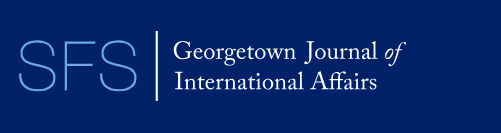 SFS
Georgetown Journal of
International Affairs